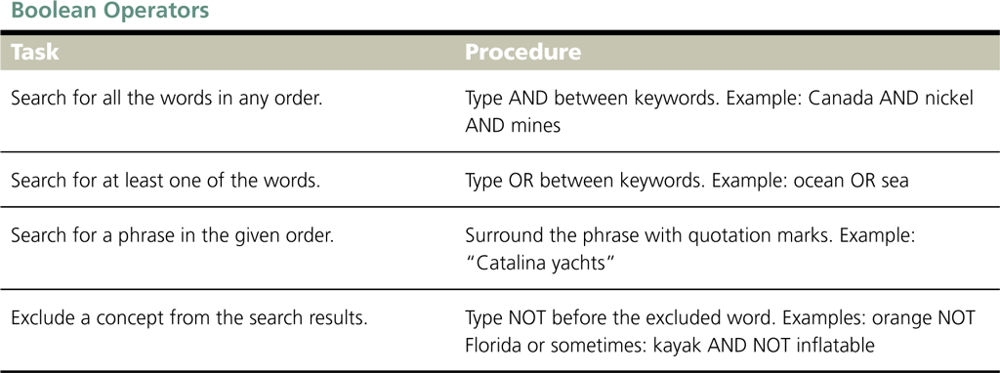 Boolean Operators
Task Procedure
Search for all the words in any order. Type AND between keywords. Example: Canada AND nickel
AND mines
Search for at least one of the words. Type OR between keywords. Example: ocean OR sea
Search for a phrase in the given order. Surround the phrase with quotation marks. Example:
“Catalina yachts”
Exclude a concept from the search results. Type NOT before the excluded word. Examples: orange NOT
Florida or sometimes: kayak AND NOT inflatable